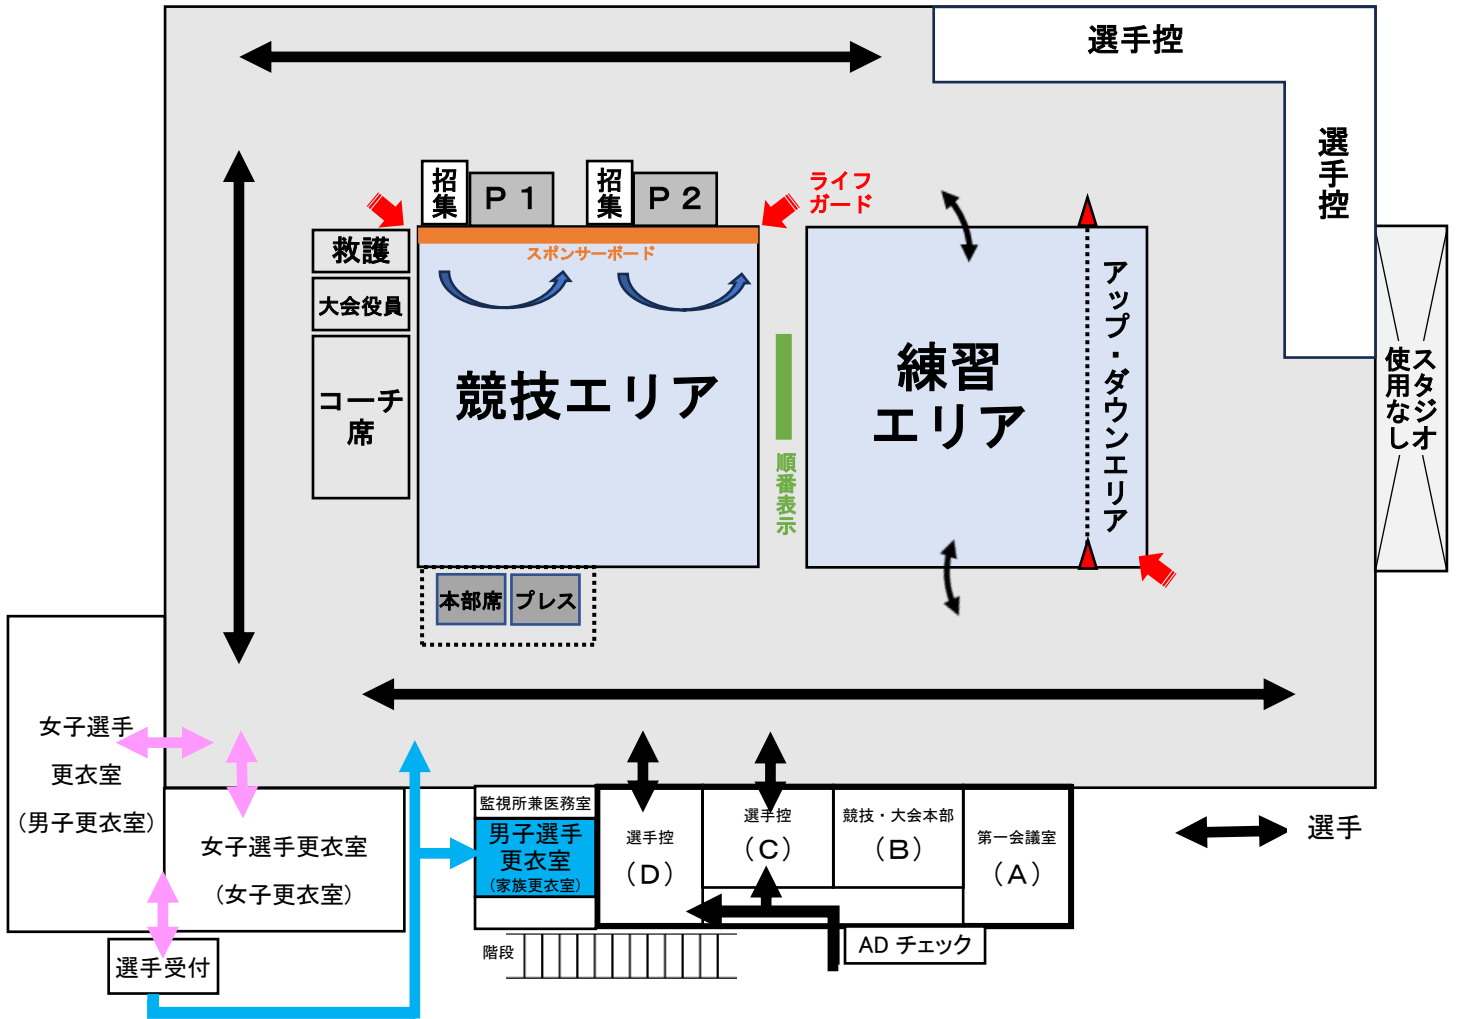 選手控
選手控
招集
Ｐ１
招集
Ｐ２
ライフ
ガード
救護
大会役員
コーチ
席
スポンサーボード
競技エリア
順番表示
練習
エリア
アップ・ダウンエリア
スタジオ
使用なし
本部席
プレス
女子選手
更衣室
（男子更衣室）
女子選手更衣室
（女子更衣室）
選手受付
監視所兼医務室
男子選手
更衣室
（家族更衣室）
階段
選手控
（Ｄ）
選手控
（Ｃ）
競技・大会本部
（Ｂ）
第一会議室
（Ａ）
AD チェック
選手